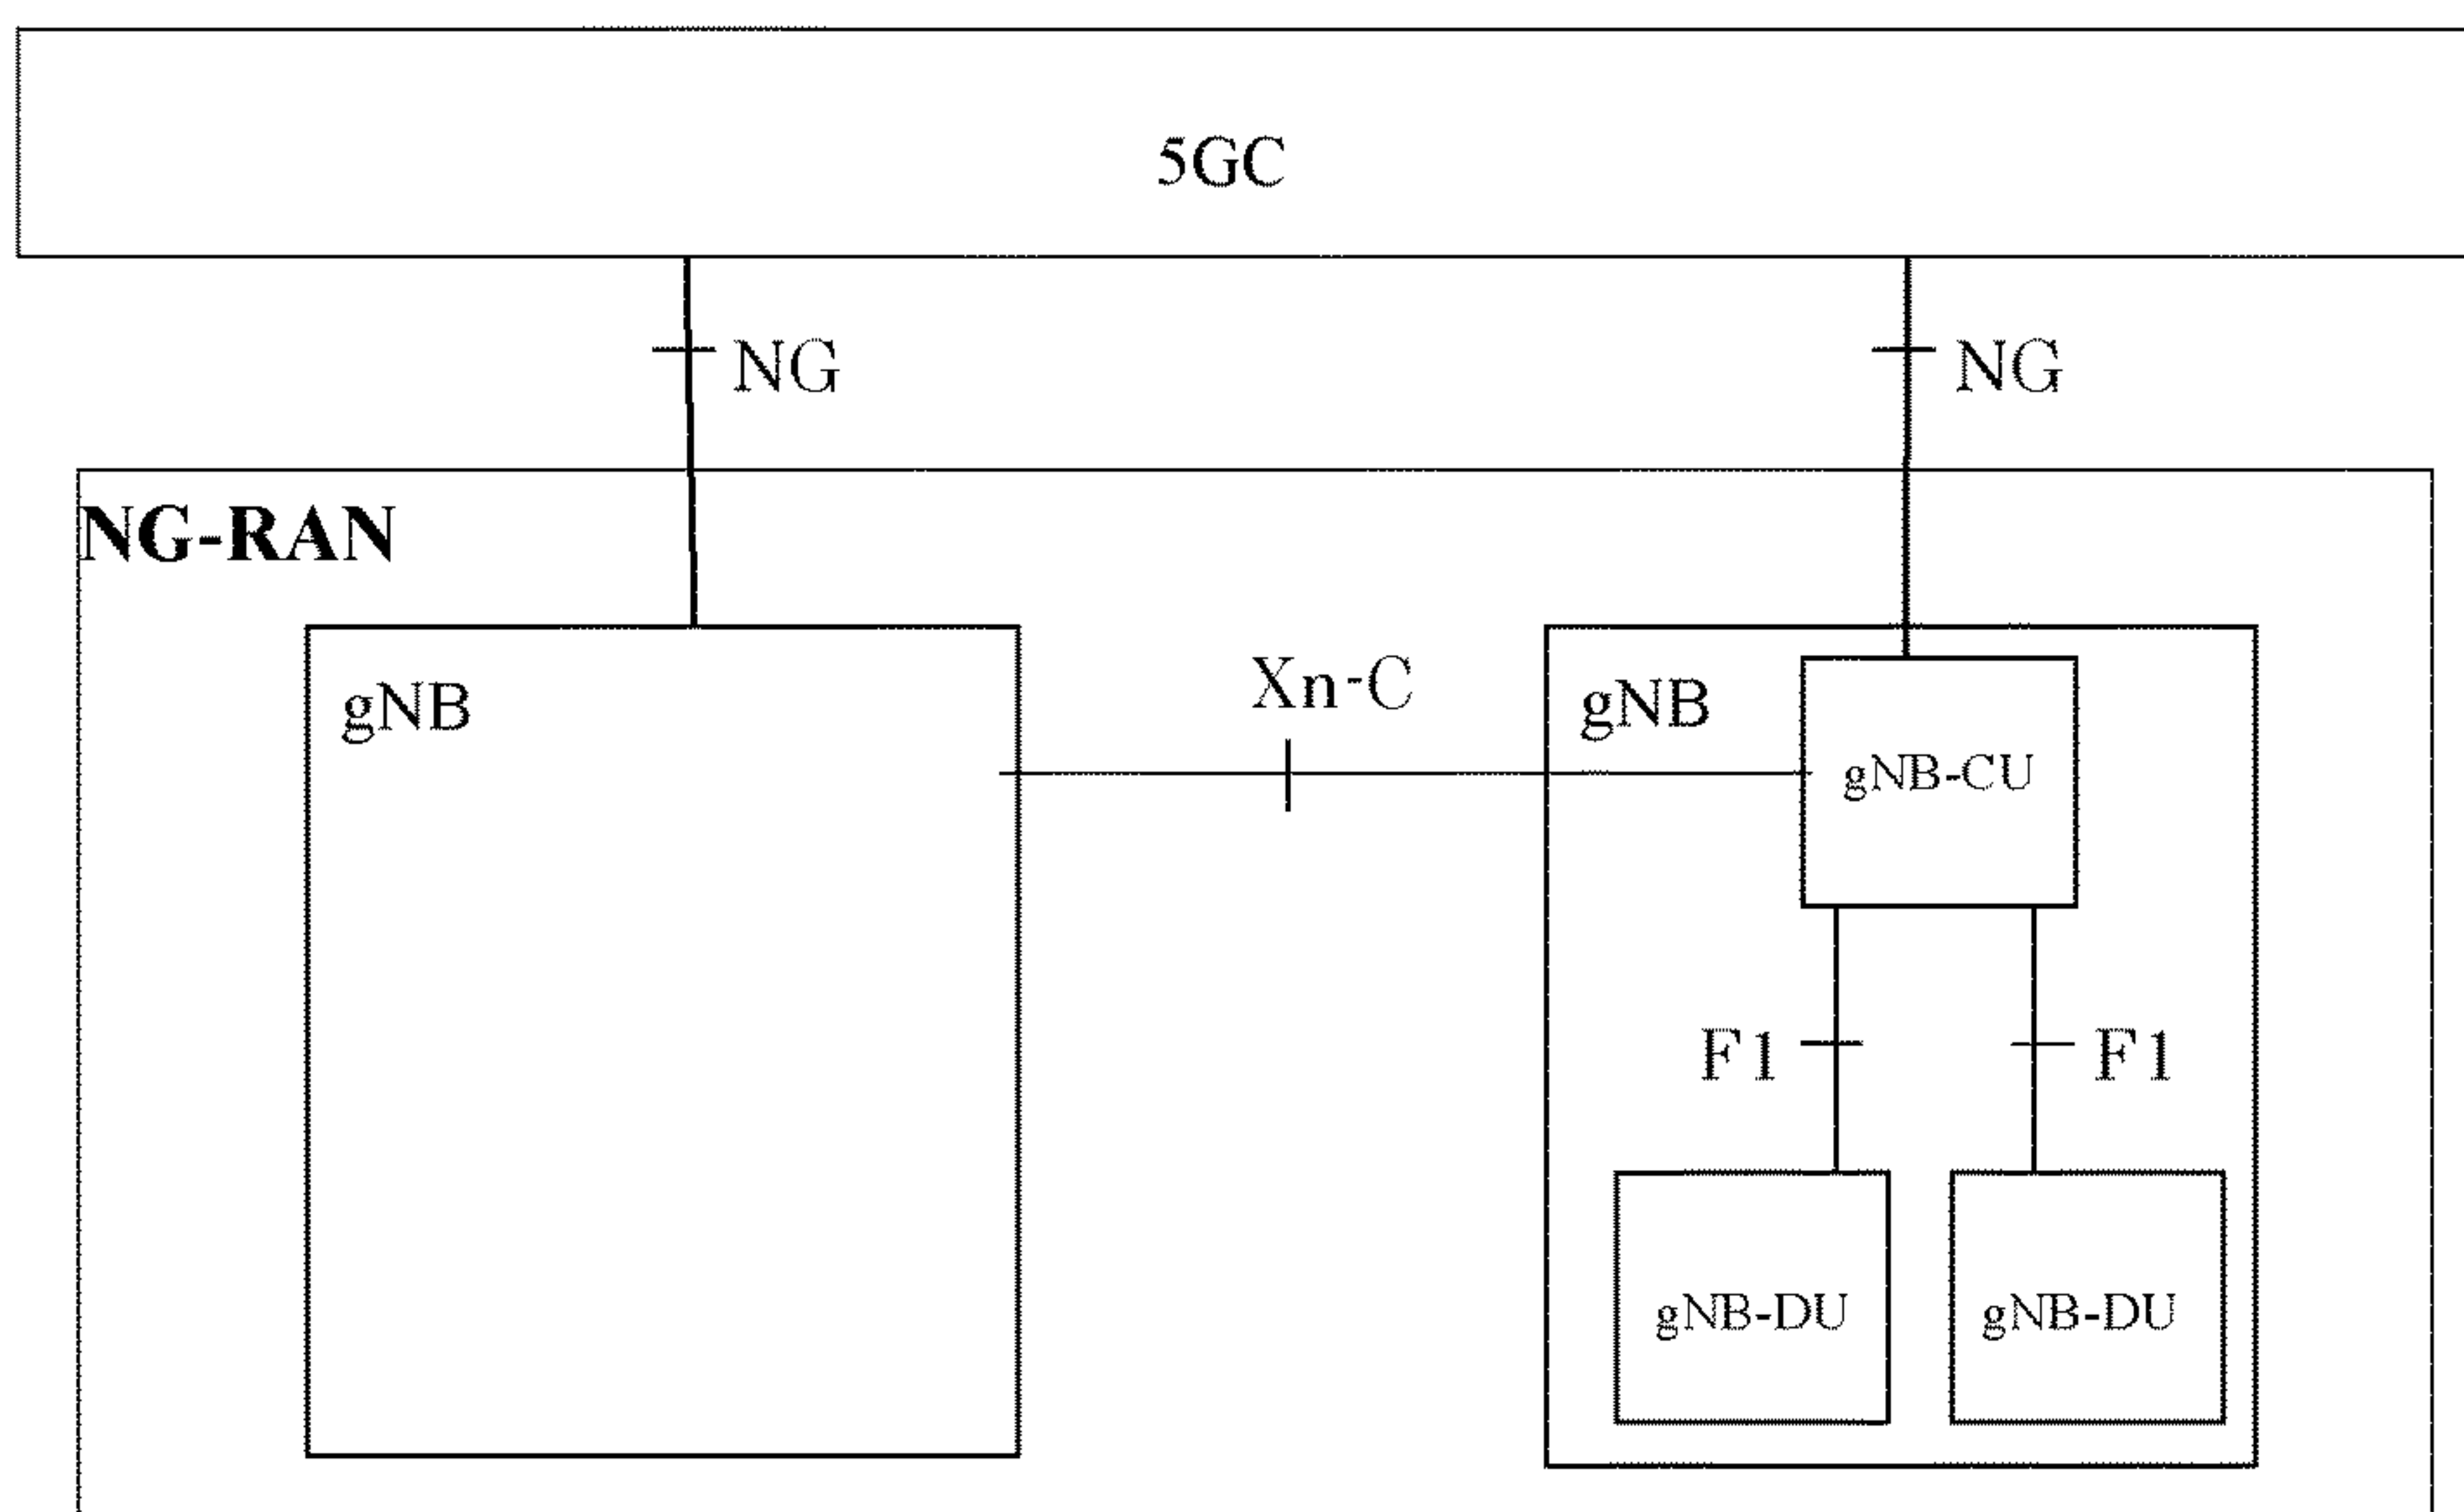 5GC
NG
NG
NG-RAN
gNB
Xn-C
gNB
gNB-CU
F1
F1
gNB-DU
gNB-DU